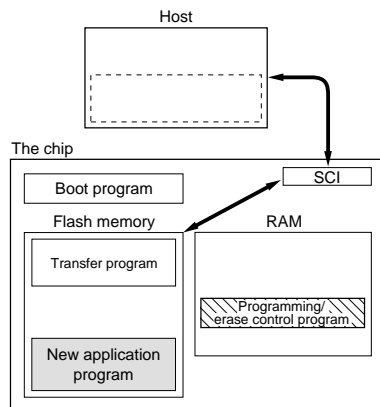 Host
The chip
SCI
Boot program
Flash memory
RAM
Transfer program
Programming/
erase control program
New application
program